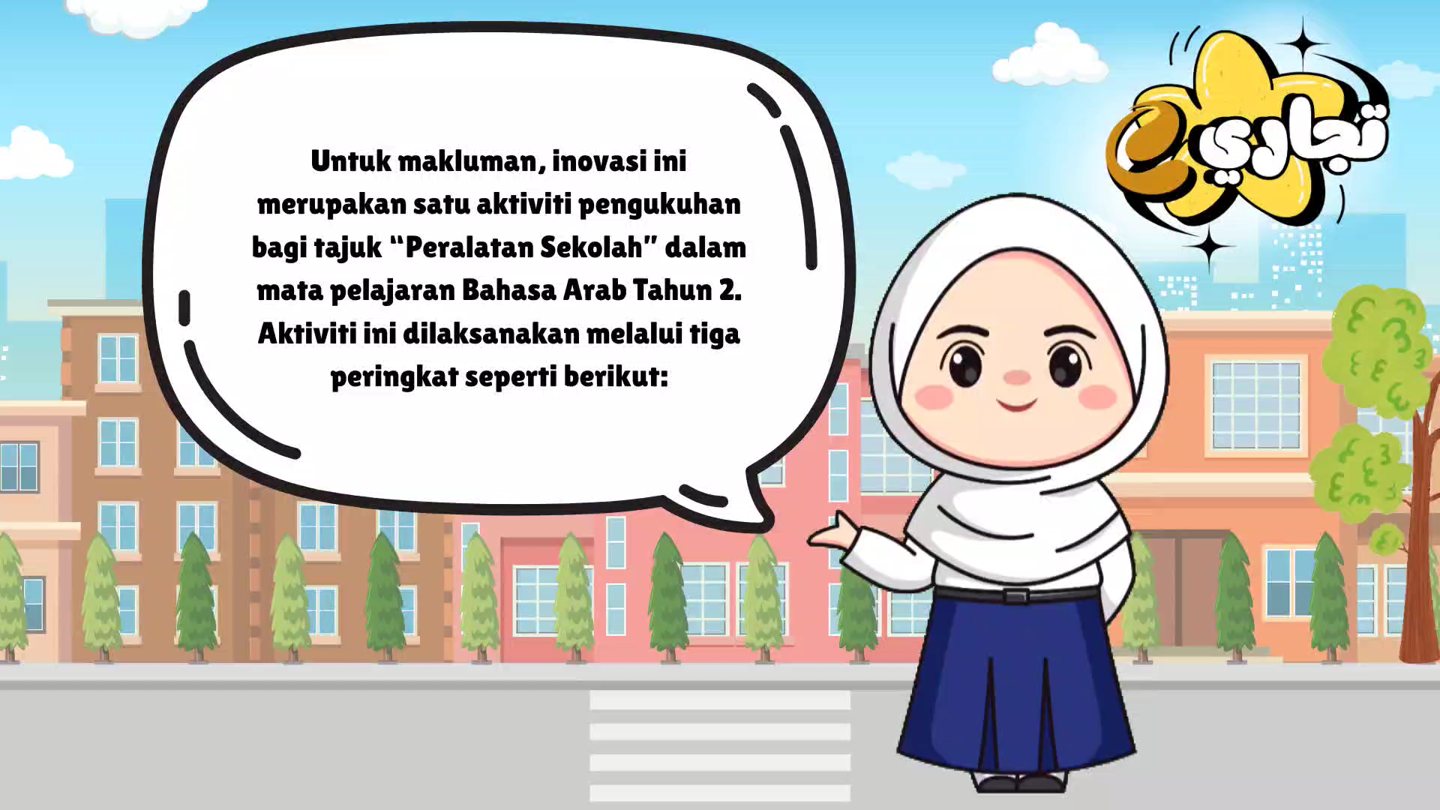 Untuk makluman, inovasi ini
merupakan satu aktiviti pengukuhan
bagi tajuk “Peralatan Sekolah” dalam
mata pelajaran Bahasa Arab Tahun 2.
Aktiviti ini dilaksanakan melalui tiga
peringkat seperti berikut:
تجاري e